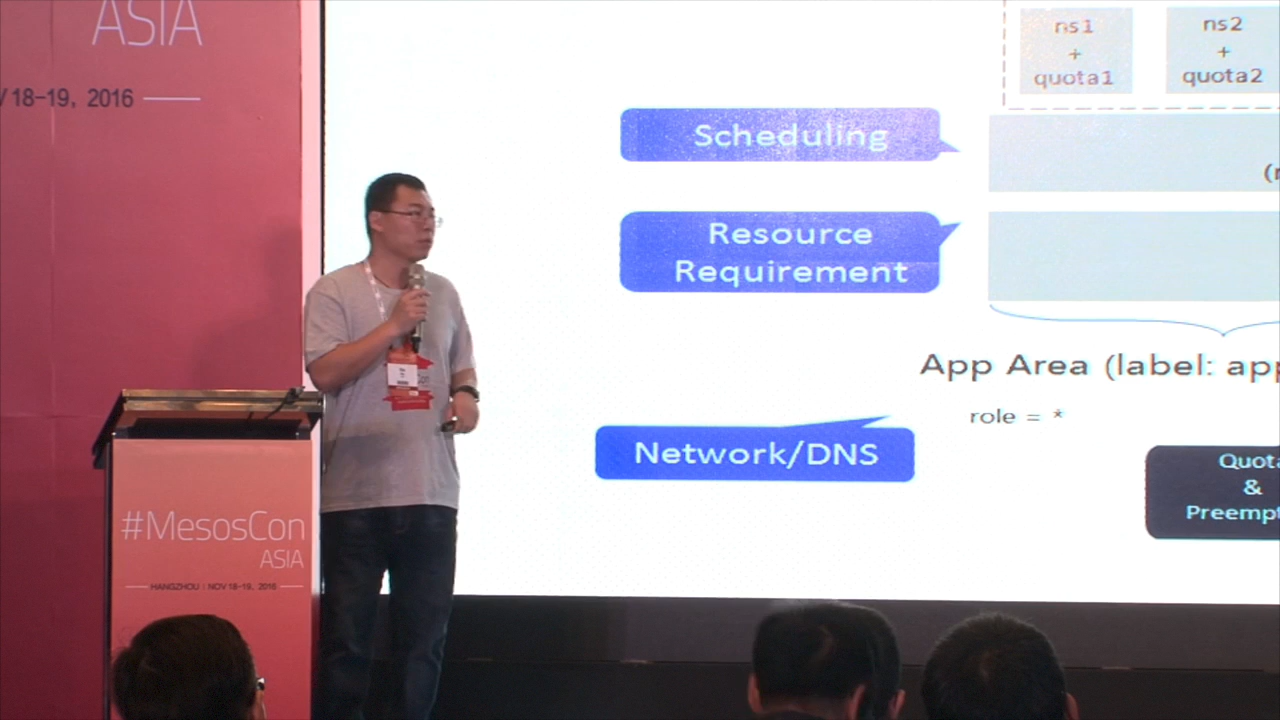 ASIA
18-19, 2016
#MesosCon
ASIA
HANGZHOU | NOV 18-19, 2016
ns1
+
quota1
ns2
+
quota2
Scheduling
Resource
Requirement
App Area (label: app
role = *
Network/DNS
Quota
&
Preempt